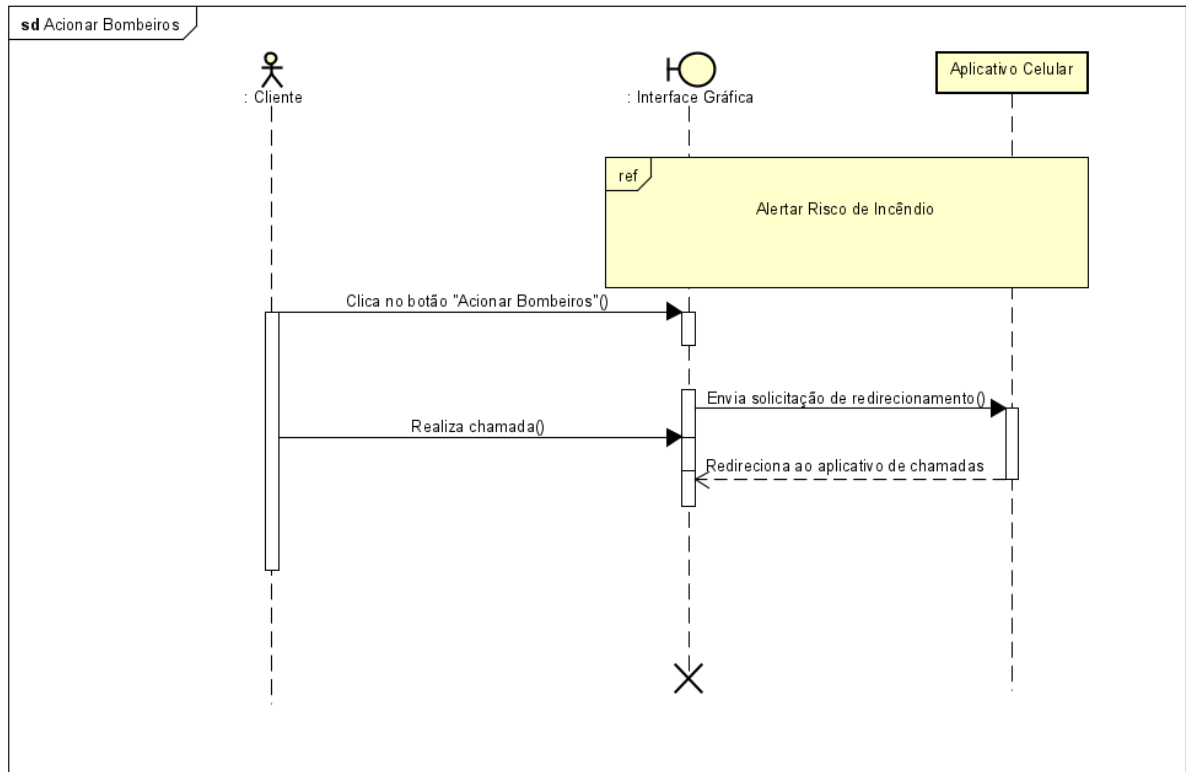 sd Acionar Bombeiros
: Cliente
: Interface Gráfica
Aplicativo Celular
ref
Alertar Risco de Incêndio
Clica no botão "Acionar Bombeiros"()
Envia solicitação de redirecionamento()
Realiza chamada()
Redireciona ao aplicativo de chamadas